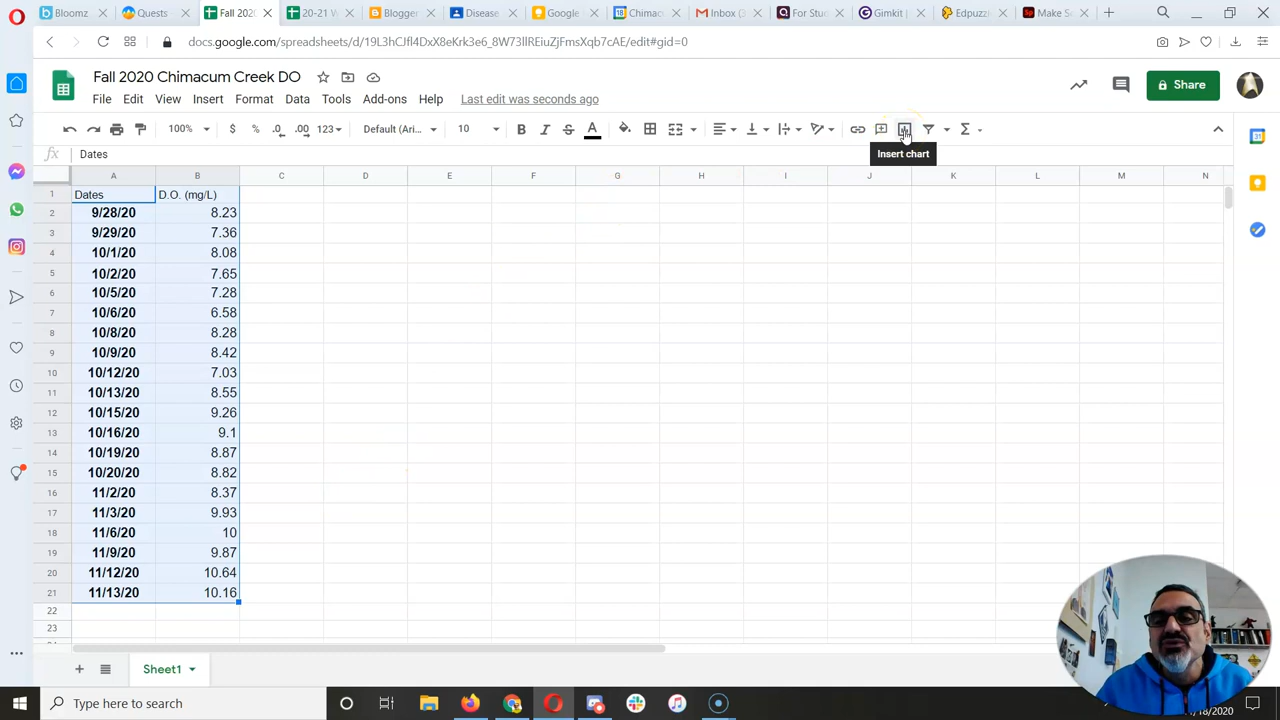 Bloomz
Quests
Fall 2020
20-21 W
Blogger
Disease
Google
Chimacu
Inbox (3
For Stu
Gimkit
Edpuzz
Make So
docs.google.com/spreadsheets/d/19L3hCJfl4DxX8eKrk3e6_8W73llREiuZjFmsXqb7cAE/edit#gid=0
Fall 2020 Chimacum Creek DO
File Edit View Insert Format Data Tools Add-ons Help Last edit was seconds ago
Share
100% $ % .0 .00 123 Default (Ari... 10 B I S A
Insert chart
fx Dates
A B C D E F G H I J K L M N
1 Dates D.O. (mg/L)
2 9/28/20 8.23
3 9/29/20 7.36
4 10/1/20 8.08
5 10/2/20 7.65
6 10/5/20 7.28
7 10/6/20 6.58
8 10/8/20 8.28
9 10/9/20 8.42
10 10/12/20 7.03
11 10/13/20 8.55
12 10/15/20 9.26
13 10/16/20 9.1
14 10/19/20 8.87
15 10/20/20 8.82
16 11/2/20 8.37
17 11/3/20 9.93
18 11/6/20 10
19 11/9/20 9.87
20 11/12/20 10.64
21 11/13/20 10.16
22
23
Sheet1
Type here to search